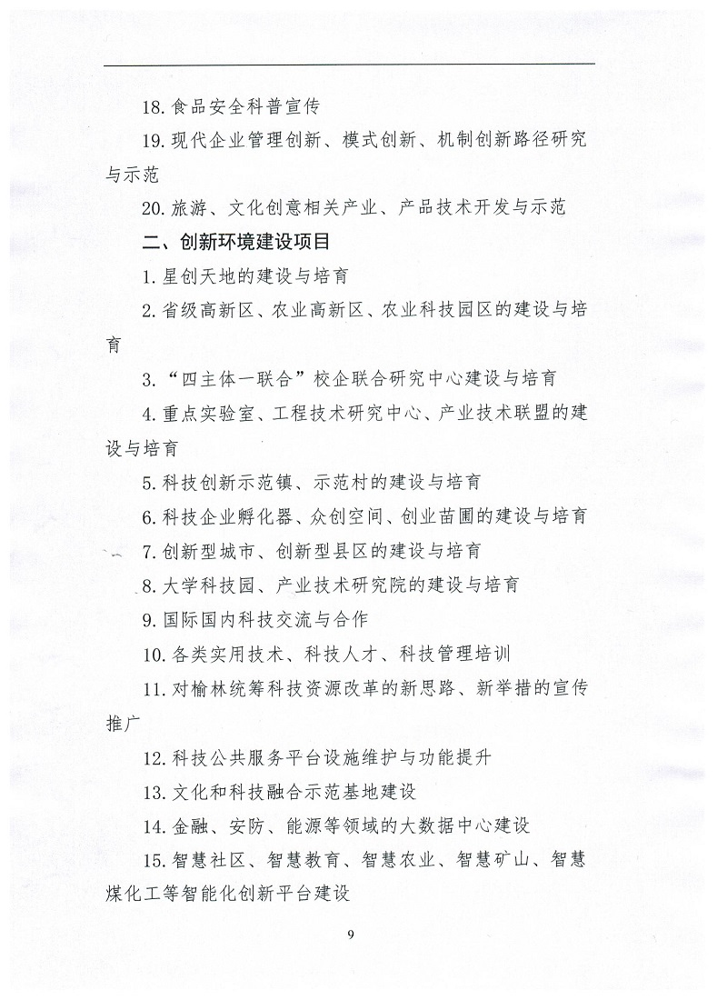 18.食品安全科普宣传
19.现代企业管理创新、模式创新、机制创新路径研究
与示范
20.旅游、文化创意相关产业、产品技术开发与示范
二、创新环境建设项目
1.星创天地的建设与培育
2.省级高新区、农业高新区、农业科技园区的建设与培
育
3.“四主体一联合”校企联合研究中心建设与培育
4.重点实验室、工程技术研究中心、产业技术联盟的建
设与培育
5.科技创新示范镇、示范村的建设与培育
6.科技企业孵化器、众创空间、创业苗圃的建设与培育
7.创新型城市、创新型县区的建设与培育
8.大学科技园、产业技术研究院的建设与培育
9.国际国内科技交流与合作
10.各类实用技术、科技人才、科技管理培训
11.对榆林统筹科技资源改革的新思路、新举措的宣传
推广
12.科技公共服务平台设施维护与功能提升
13.文化和科技融合示范基地建设
14.金融、安防、能源等领域的大数据中心建设
15.智慧社区、智慧教育、智慧农业、智慧矿山、智慧
煤化工等智能化创新平台建设
9